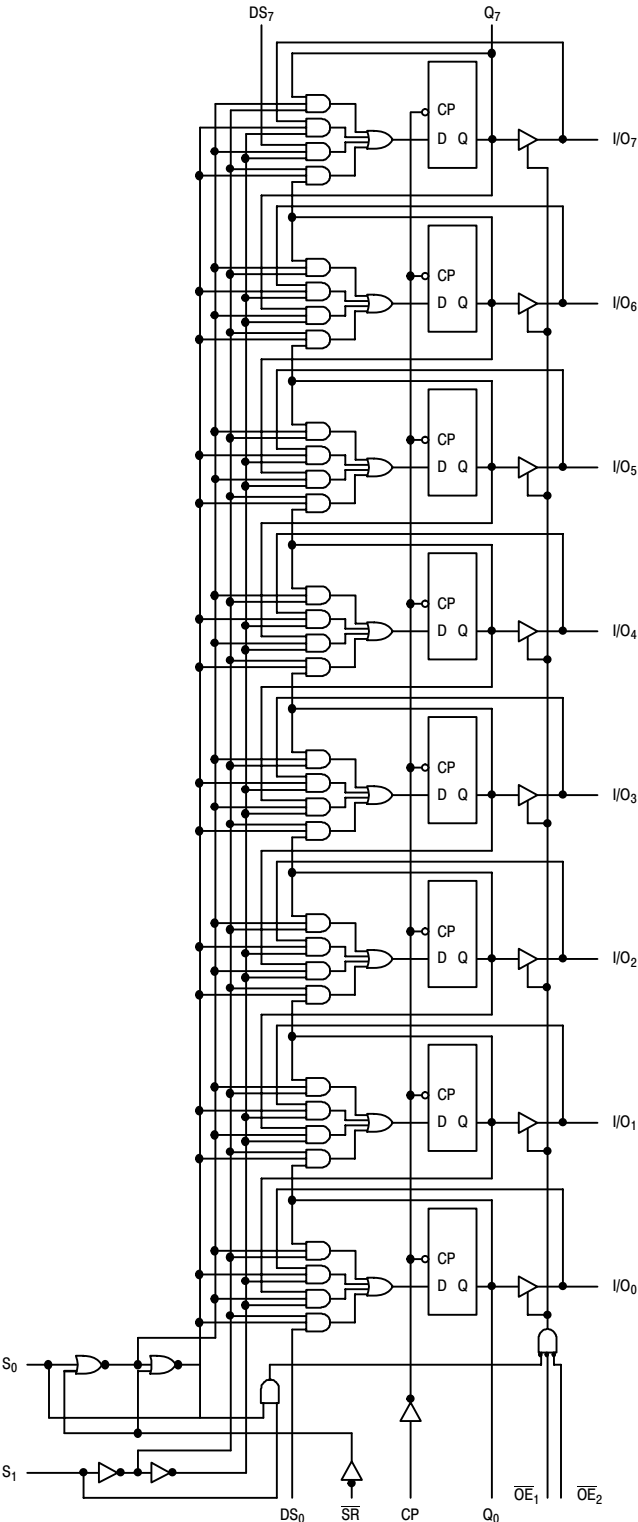 DS7 Q7
CP
D Q I/O7
CP
D Q I/O6
CP
D Q I/O5
CP
D Q I/O4
CP
D Q I/O3
CP
D Q I/O2
CP
D Q I/O1
CP
D Q I/O0
S0
S1
DS0 SR CP Q0 OE1 OE2